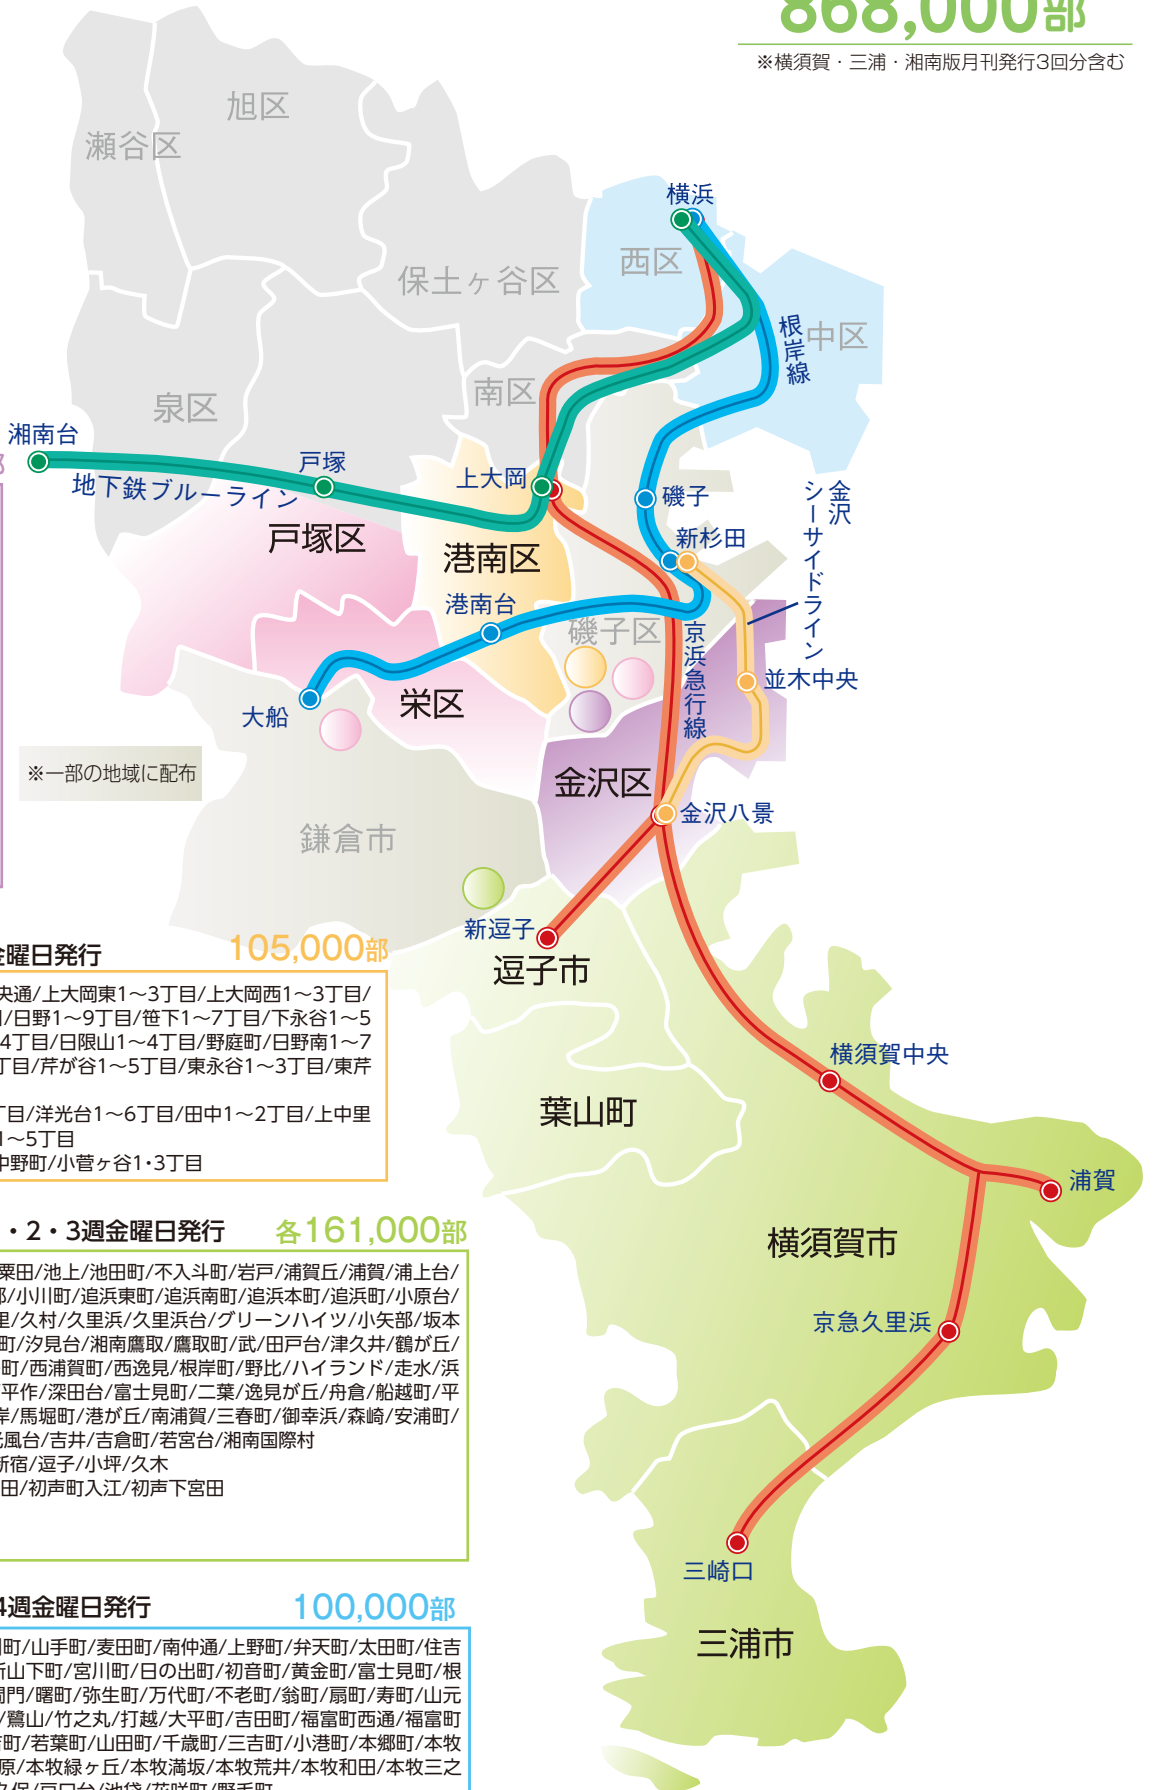 868,000部
※横須賀・三浦・湘南版月刊発行3回分含む
旭区
瀬谷区
横浜
西区
保土ヶ谷区
根岸線
中区
南区
泉区
湘南台
部
戸塚
上大岡
地下鉄ブルーライン
磯子
金沢
シーサイドライン
戸塚区
新杉田
港南区
港南台
磯子区
京浜急行線
並木中央
栄区
大船
※一部の地域に配布
金沢区
金沢八景
鎌倉市
新逗子
逗子市
金曜日発行
105,000部
央通/上大岡東1〜3丁目/上大岡西1〜3丁目/
/日野1〜9丁目/笹下1〜7丁目/下永谷1〜5
4丁目/日限山1〜4丁目/野庭町/日野南1〜7
丁目/芹が谷1〜5丁目/東永谷1〜3丁目/東芹
丁目/洋光台1〜6丁目/田中1〜2丁目/上中里
1〜5丁目
中野町/小菅ヶ谷1・3丁目
横須賀中央
葉山町
浦賀
・2・3週金曜日発行
各161,000部
横須賀市
粟田/池上/池田町/不入斗町/岩戸/浦賀丘/浦賀/浦上台/
郎/小川町/追浜東町/追浜南町/追浜本町/追浜町/小原台/
里/久村/久里浜/久里浜台/グリーンハイツ/小矢部/坂本
町/汐見台/湘南鷹取/鷹取町/武/田戸台/津久井/鶴が丘/
町/西浦賀町/西逸見/根岸町/野比/ハイランド/走水/浜
平作/深田台/富士見町/二葉/逸見が丘/舟倉/船越町/平
岸/馬堀町/港が丘/南浦賀/三春町/御幸浜/森崎/安浦町/
光風台/吉井/吉倉町/若宮台/湘南国際村
新宿/逗子/小坪/久木
田/初声町入江/初声下宮田
京急久里浜
三崎口
4週金曜日発行
100,000部
三浦市
町/山手町/麦田町/南仲通/上野町/弁天町/太田町/住吉
新山下町/宮川町/日の出町/初音町/黄金町/富士見町/根
間門/曙町/弥生町/万代町/不老町/翁町/扇町/寿町/山元
/鷺山/竹之丸/打越/大平町/吉田町/福富町西通/福富町
吉町/若葉町/山田町/千歳町/三吉町/小港町/本郷町/本牧
原/本牧緑ヶ丘/本牧満坂/本牧荒井/本牧和田/本牧三之
久保/戸口台/池袋/花咲町/野毛町